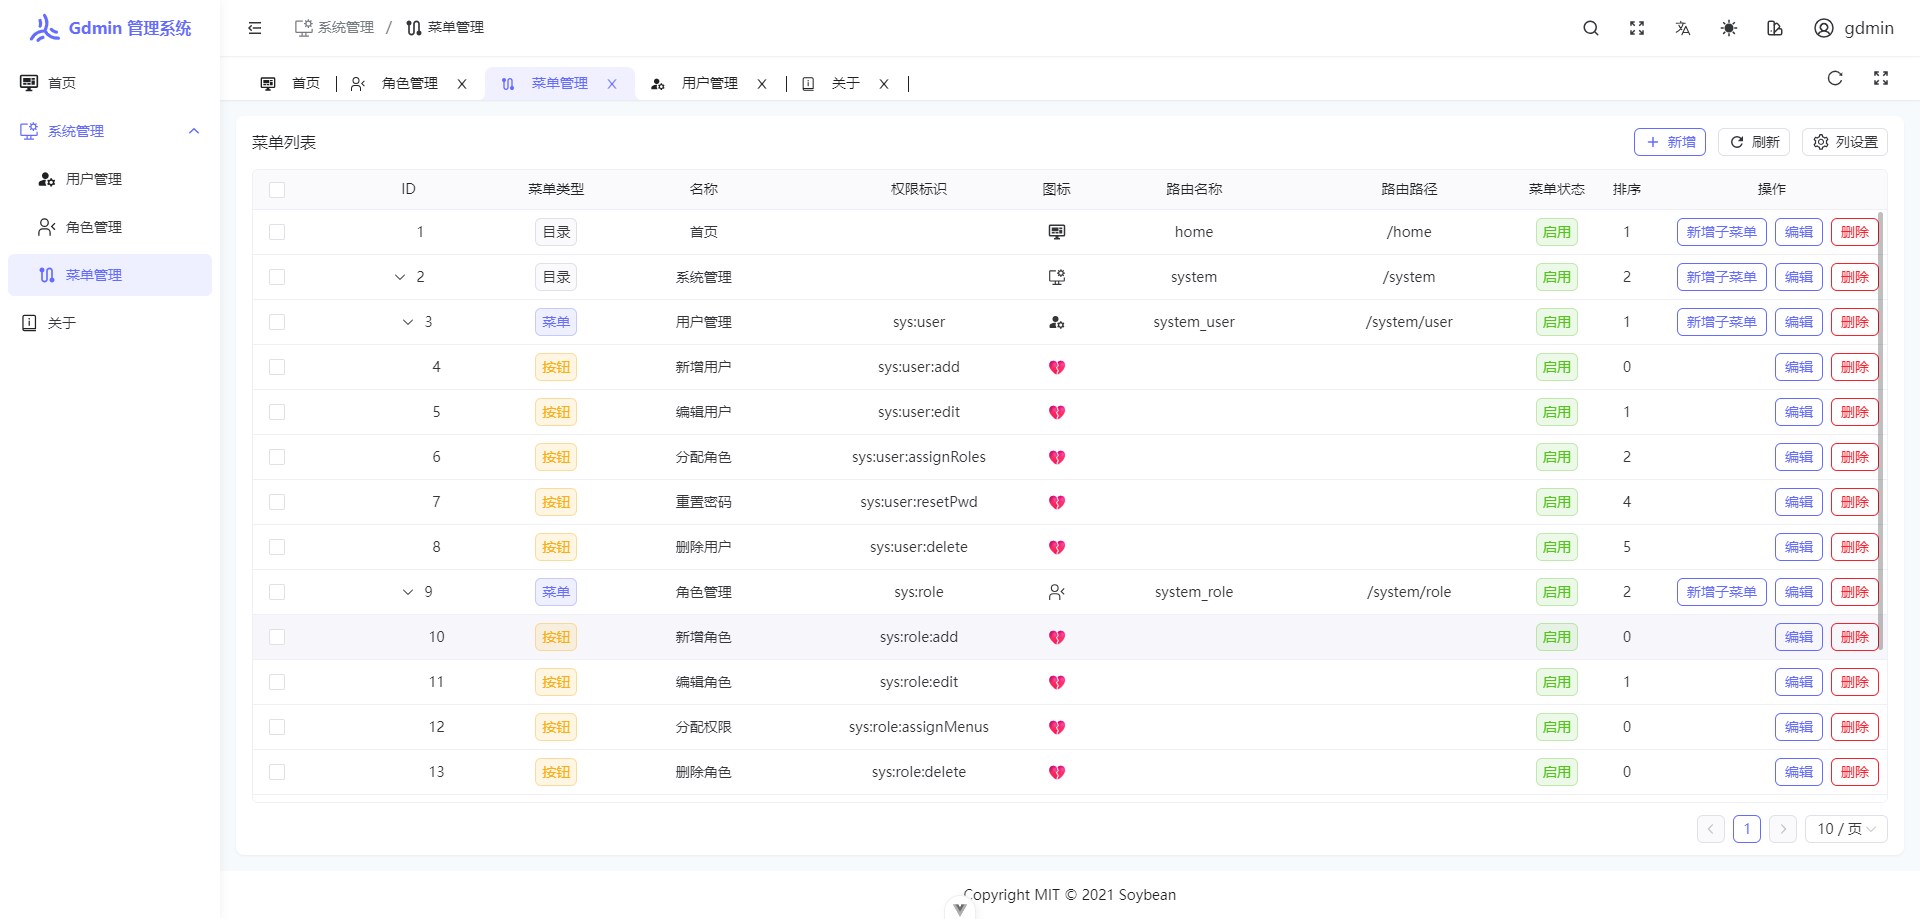 Gdmin 管理系统
系统管理 / 菜单管理
gdmin
首页
系统管理
用户管理
角色管理
菜单管理
关于
首页 角色管理 菜单管理 用户管理 关于
菜单列表
新增 刷新 列设置
ID 菜单类型 名称 权限标识 图标 路由名称 路由路径 菜单状态 排序 操作
1 目录 首页 home /home 启用 1 新增子菜单 编辑 删除
2 目录 系统管理 system /system 启用 2 新增子菜单 编辑 删除
3 菜单 用户管理 sys:user system_user /system/user 启用 1 新增子菜单 编辑 删除
4 按钮 新增用户 sys:user:add 启用 0 编辑 删除
5 按钮 编辑用户 sys:user:edit 启用 1 编辑 删除
6 按钮 分配角色 sys:user:assignRoles 启用 2 编辑 删除
7 按钮 重置密码 sys:user:resetPwd 启用 4 编辑 删除
8 按钮 删除用户 sys:user:delete 启用 5 编辑 删除
9 菜单 角色管理 sys:role system_role /system/role 启用 2 新增子菜单 编辑 删除
10 按钮 新增角色 sys:role:add 启用 0 编辑 删除
11 按钮 编辑角色 sys:role:edit 启用 1 编辑 删除
12 按钮 分配权限 sys:role:assignMenus 启用 0 编辑 删除
13 按钮 删除角色 sys:role:delete 启用 0 编辑 删除
1 10 / 页
Copyright MIT © 2021 Soybean